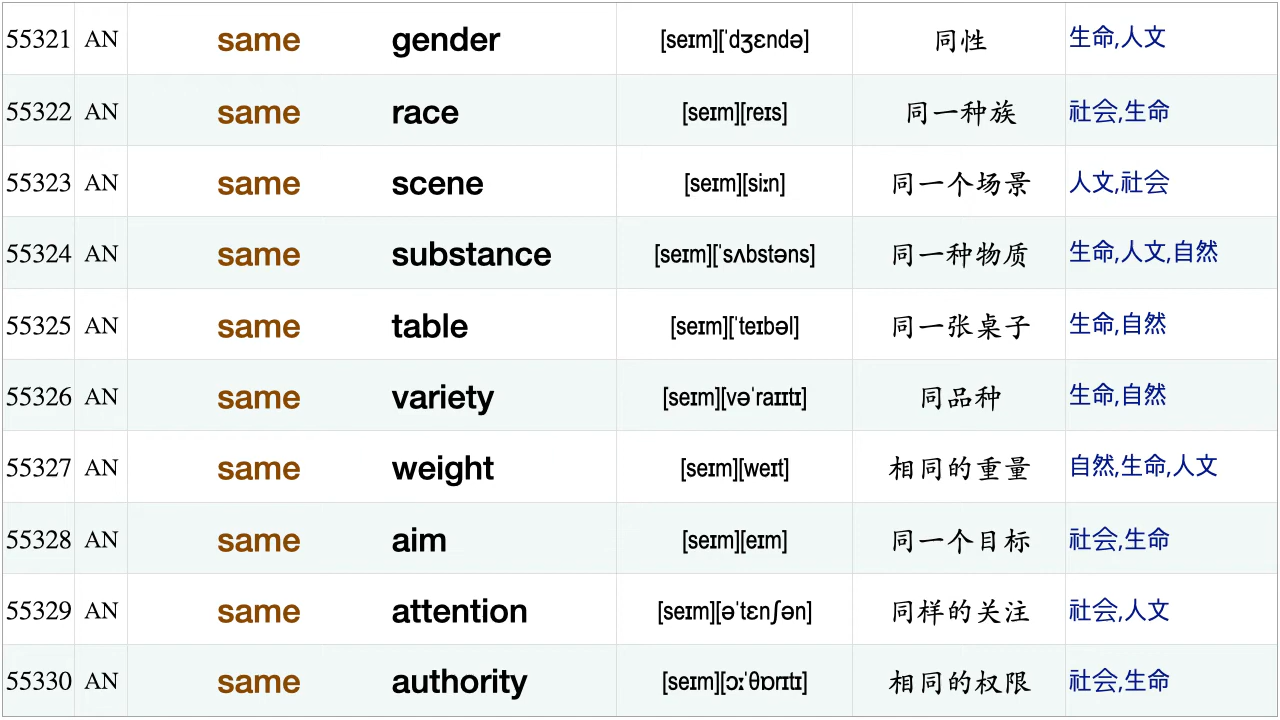 55321 AN same gender [seɪm][ˈdʒɛndə] 同性 生命,人文
55322 AN same race [seɪm][reɪs] 同一种族 社会,生命
55323 AN same scene [seɪm][siːn] 同一个场景 人文,社会
55324 AN same substance [seɪm][ˈsʌbstəns] 同一种物质 生命,人文,自然
55325 AN same table [seɪm][ˈteɪbəl] 同一张桌子 生命,自然
55326 AN same variety [seɪm][vəˈraɪɪtɪ] 同品种 生命,自然
55327 AN same weight [seɪm][weɪt] 相同的重量 自然,生命,人文
55328 AN same aim [seɪm][eɪm] 同一个目标 社会,生命
55329 AN same attention [seɪm][əˈtɛnʃən] 同样的关注 社会,人文
55330 AN same authority [seɪm][ɔːˈθɒrɪtɪ] 相同的权限 社会,生命